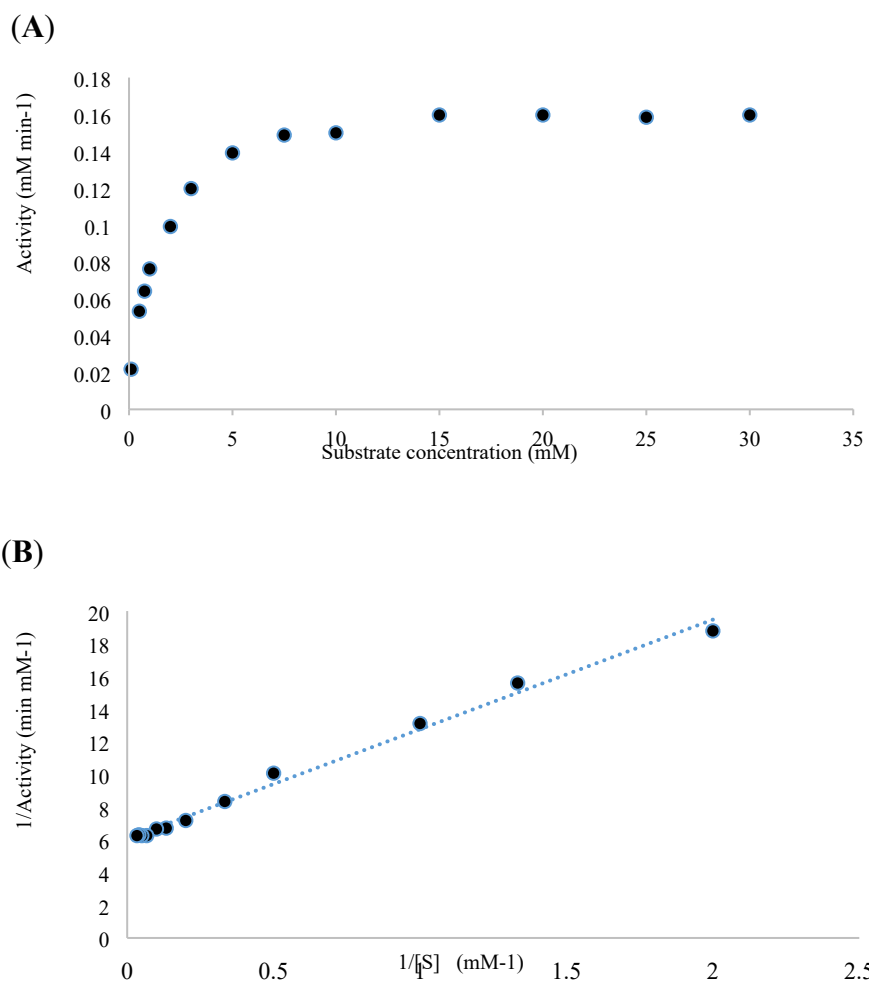 (A)
Activity (mM min-1)
0.18
0.16
0.14
0.12
0.1
0.08
0.06
0.04
0.02
0
0 5 10 15 20 25 30 35
Substrate concentration (mM)
(B)
1/Activity (min mM-1)
20
18
16
14
12
10
8
6
4
2
0
0 0.5 1 1.5 2 2.5
1/[S] (mM-1)